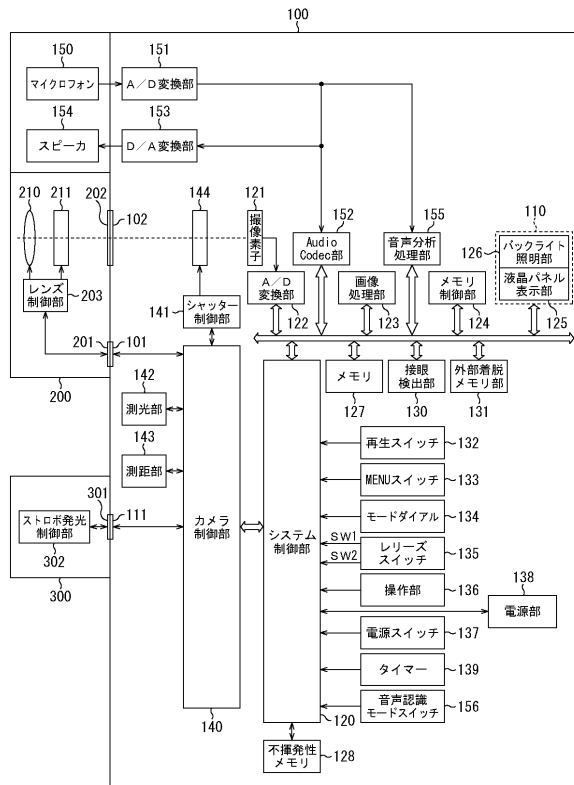 100
150
151
マイクロフォン
A/D変換部
154
153
スピーカ
D/A変換部
210
211
202
102
144
121
撮像素子
152
Audio
Codec部
155
音声分析
処理部
110
126
バックライト
照明部
液晶パネル
表示部
125
レンズ
制御部
203
141
シャッター
制御部
A/D
変換部
122
画像
処理部
123
メモリ
制御部
124
201
101
200
142
測光部
143
測距部
メモリ
127
接眼
検出部
130
外部着脱
メモリ部
131
301
111
ストロボ発光
制御部
302
300
カメラ
制御部
140
システム
制御部
120
再生スイッチ
132
MENUスイッチ
133
モードダイアル
134
SW1
SW2
レリーズ
スイッチ
135
操作部
136
138
電源部
電源スイッチ
137
タイマー
139
音声認識
モードスイッチ
156
不揮発性
メモリ
128